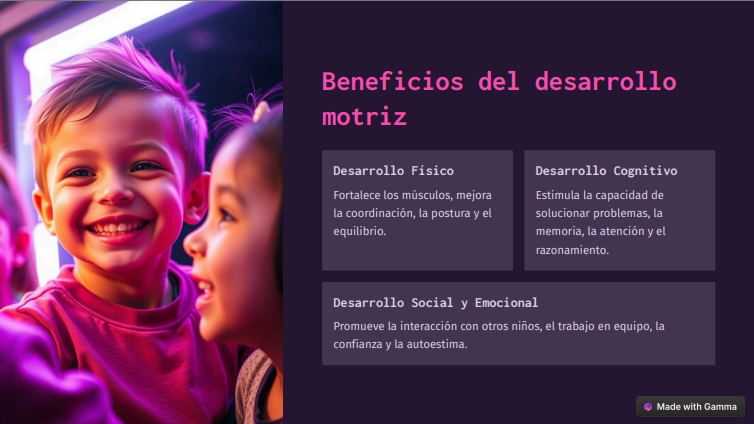 Beneficios del desarrollo
motriz
Desarrollo Físico
Fortalece los músculos, mejora
la coordinación, la postura y el
equilibrio.
Desarrollo Cognitivo
Estimula la capacidad de
solucionar problemas, la
memoria, la atención y el
razonamiento.
Desarrollo Social y Emocional
Promueve la interacción con otros niños, el trabajo en equipo, la
confianza y la autoestima.
Made with Gamma